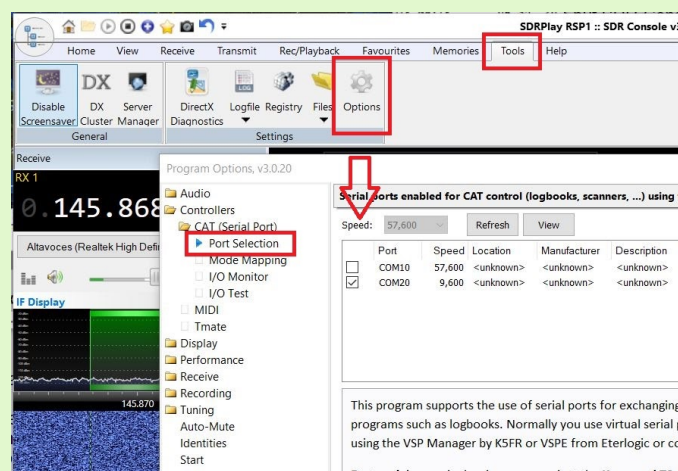 SDRPlay RSP1 :: SDR Console v3
Home View Receive Transmit Rec/Playback Favourites Memories Tools Help
Disable Screensaver
DX Cluster
Server Manager
General
DirectX Diagnostics
Logfile
Registry
Files
Options
Settings
Receive
RX 1
0.145.868
Altavoces (Realtek High Defi
IF Display
145.870
Program Options, v3.0.20
Audio
Controllers
CAT (Serial Port)
Port Selection
Mode Mapping
I/O Monitor
I/O Test
MIDI
Tmate
Display
Performance
Receive
Recording
Tuning
Auto-Mute
Identities
Start
Serial ports enabled for CAT control (logbooks, scanners, ...) using
Speed: 57,600 Refresh View
Port Speed Location Manufacturer Description
COM10 57,600 <unknown> <unknown> <unknown>
COM20 9,600 <unknown> <unknown> <unknown>
This program supports the use of serial ports for exchanging
programs such as logbooks. Normally you use virtual serial
using the VSP Manager by K5FR or VSPE from Eterlogic or co